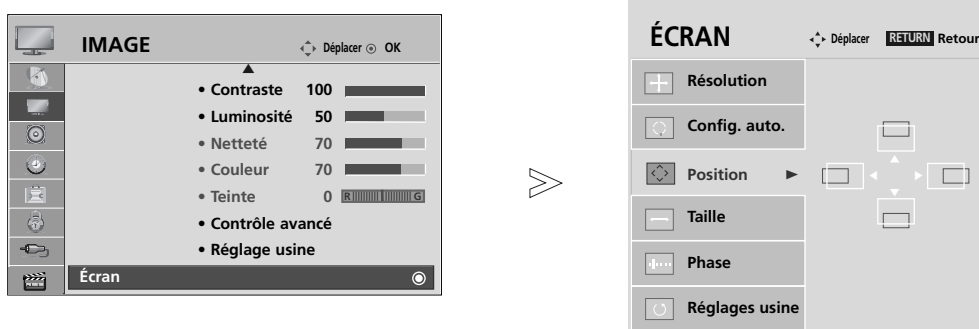 IMAGE
Déplacer OK
• Contraste 100
• Luminosité 50
• Netteté 70
• Couleur 70
• Teinte 0 R G
• Contrôle avancé
• Réglage usine
Écran
ÉCRAN
Déplacer RETURN Retour
Résolution
Config. auto.
Position
Taille
Phase
Réglages usine